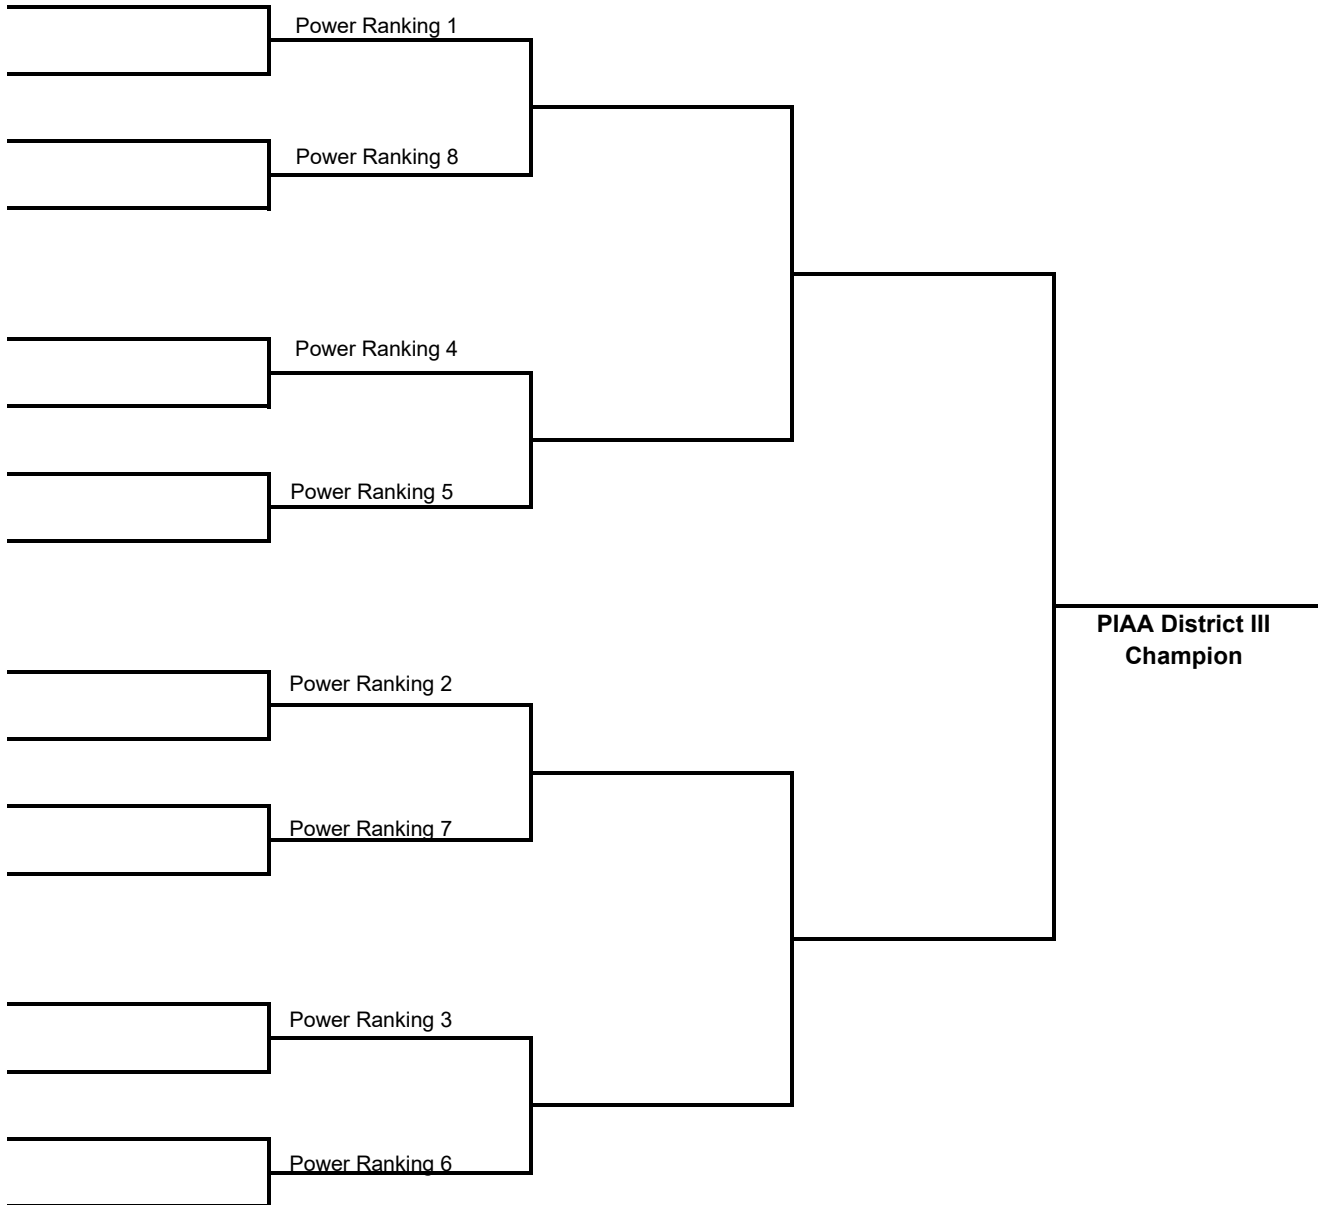 Power Ranking 1
Power Ranking 8
Power Ranking 4
Power Ranking 5
PIAA District III
Champion
Power Ranking 2
Power Ranking 7
Power Ranking 3
Power Ranking 6